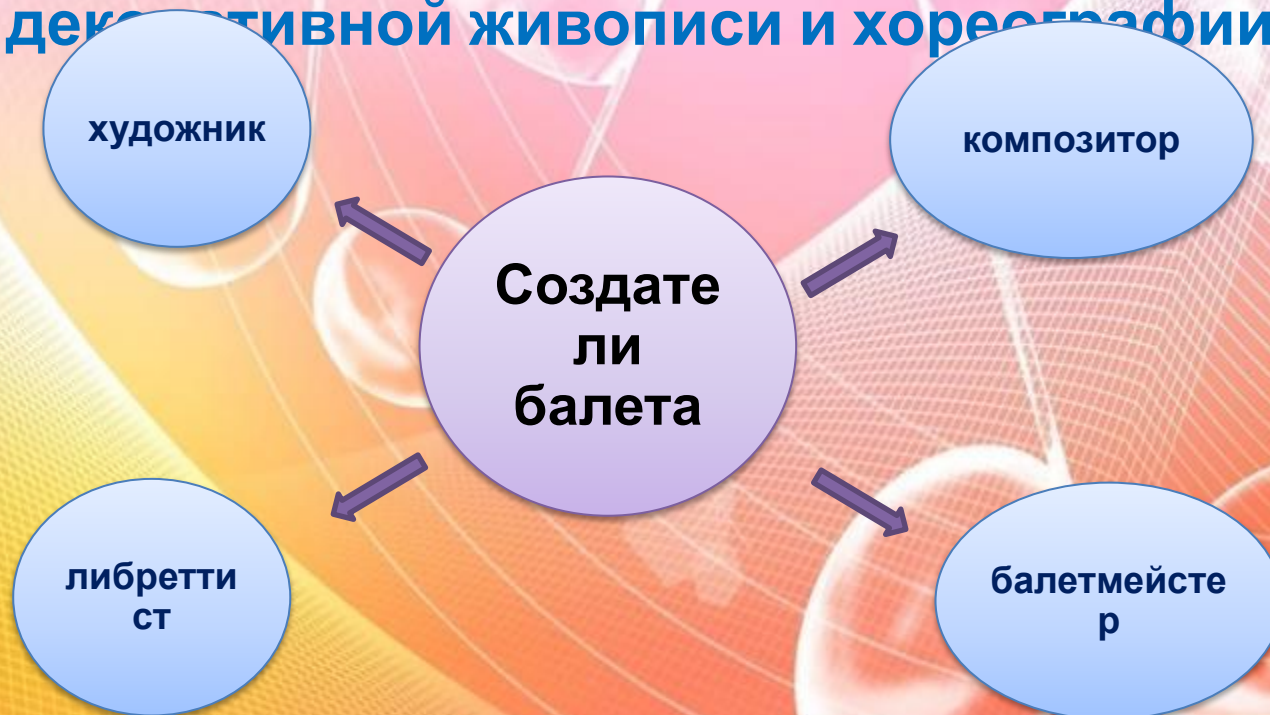 живописи и
художник
композитор
Создате
ли
балета
либретти
ст
балетмейсте
р